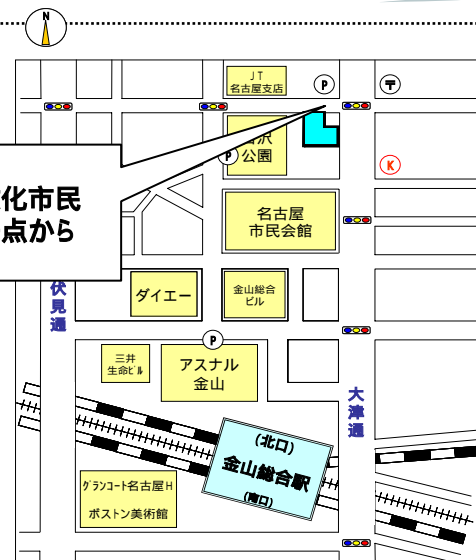 N
JT
名古屋支店
P
〒
沢
公園
P
K
化市民
点から
名古屋
市民会館
伏見通
ダイエー
金山総合
ビル
P
三井
生命ビル
アスナル
金山
大津通
(北口)
金山総合駅
(南口)
グランコート名古屋H
ボストン美術館